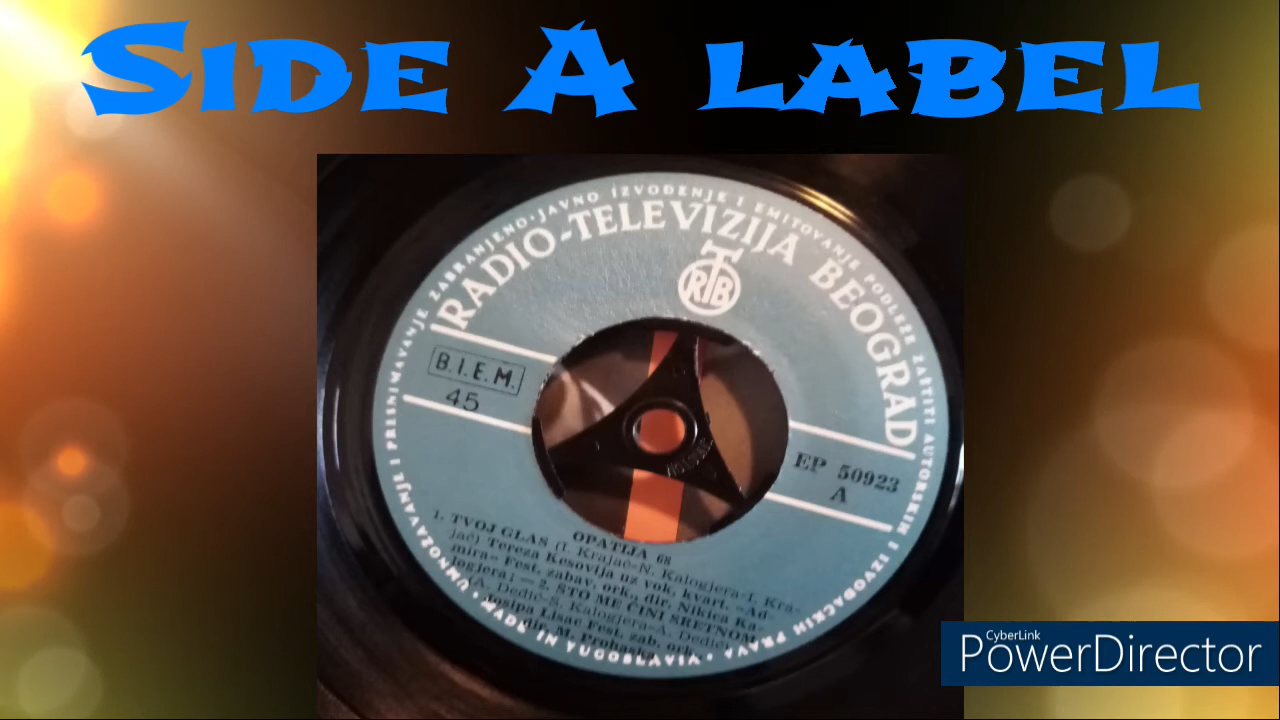 SIDE A LABEL
UMNOŽAVANJE I PRESNIMAVANJE ZABRANJENO · JAVNO IZVOĐENJE I EMITOVANJE PODLEŽE ZAŠTITI AUTORSKIH I IZVOĐAČKIH PRAVA ·
RADIO-TELEVIZIJA BEOGRAD
RTB
B.I.E.M.
45
EP 50923
A
OPATIJA 68
1. TVOJ GLAS (I. Krajač-N. Kalogjera-I. Kra-
jač) Tereza Kesovija uz vok. kvart. »Ad-
mira« Fest. zabav. ork., dir. Nikica Ka-
logjera; — 2. ŠTO ME ČINI SRETNOM
(A. Dedić-S. Kalogjera-A. Dedić)
Josipa Lisac Fest. zab. ork.
dir. M. Prohaska
MADE IN YUGOSLAVIA ·
CyberLink
PowerDirector